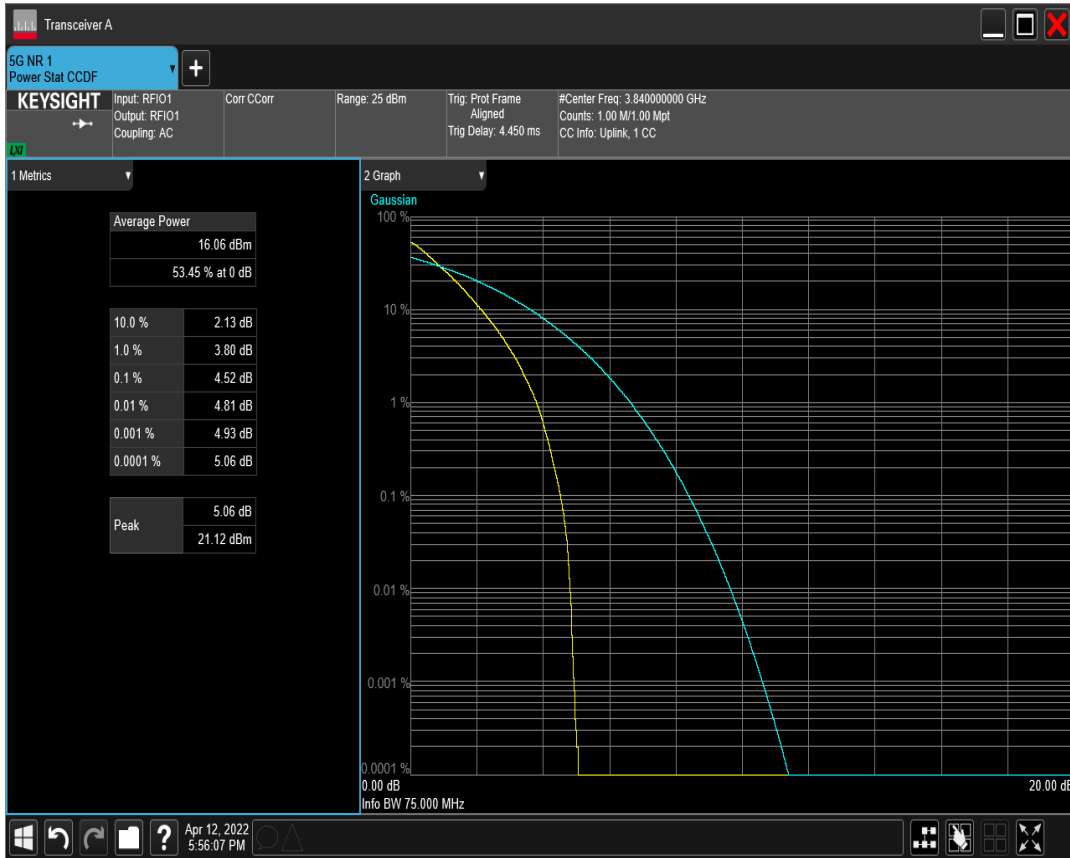 Transceiver A
5G NR 1
Power Stat CCDF
KEYSIGHT
LXI
Input: RFIO1
Output: RFIO1
Coupling: AC
Corr CCorr
Range: 25 dBm
Trig: Prot Frame
Aligned
Trig Delay: 4.450 ms
#Center Freq: 3.840000000 GHz
Counts: 1.00 M/1.00 Mpt
CC Info: Uplink, 1 CC
1 Metrics
Average Power
16.06 dBm
53.45 % at 0 dB
10.0 % 2.13 dB
1.0 % 3.80 dB
0.1 % 4.52 dB
0.01 % 4.81 dB
0.001 % 4.93 dB
0.0001 % 5.06 dB
Peak
5.06 dB
21.12 dBm
2 Graph
Gaussian
100 %
10 %
1 %
0.1 %
0.01 %
0.001 %
0.0001 %
0.00 dB 20.00 dB
Info BW 75.000 MHz
? Apr 12, 2022
5:56:07 PM